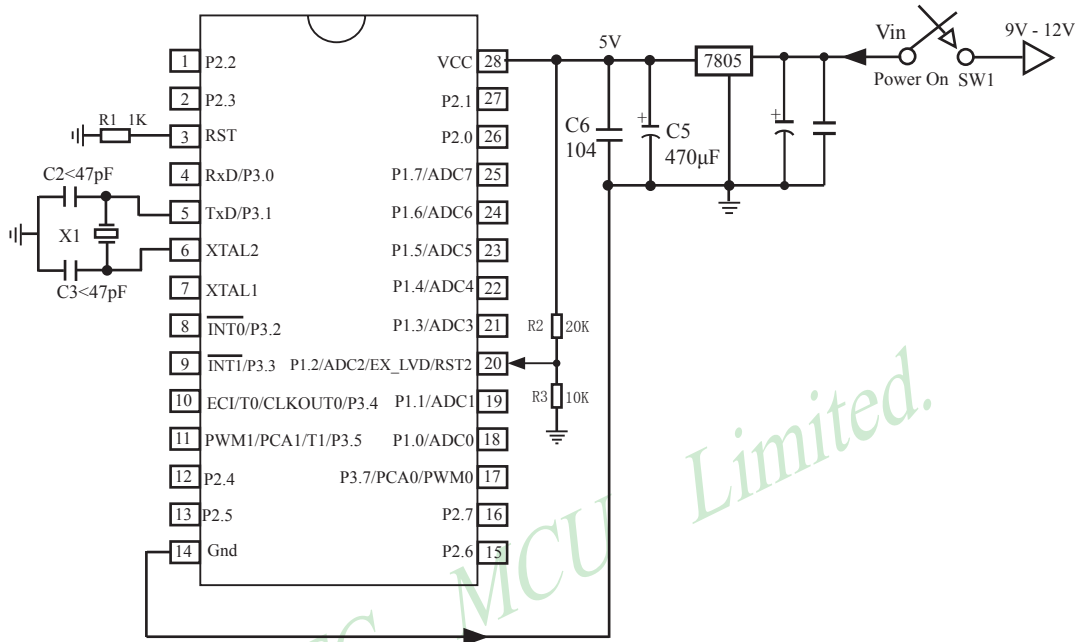 9V - 12V
Vin
5V
7805
Power On SW1
1 P2.2
2 P2.3
R1 1K
3 RST
4 RxD/P3.0
C2<47pF
5 TxD/P3.1
X1
6 XTAL2
C3<47pF
7 XTAL1
8 INT0/P3.2
9 INT1/P3.3
10 ECI/T0/CLKOUT0/P3.4
11 PWM1/PCA1/T1/P3.5
12 P2.4
13 P2.5
14 Gnd
VCC 28
P2.1 27
P2.0 26
P1.7/ADC7 25
P1.6/ADC6 24
P1.5/ADC5 23
P1.4/ADC4 22
P1.3/ADC3 21
P1.2/ADC2/EX_LVD/RST2 20
P1.1/ADC1 19
P1.0/ADC0 18
P3.7/PCA0/PWM0 17
P2.7 16
P2.6 15
C6
104
+
C5
470μF
+
R2 20K
R3 10K
MCU Limited.